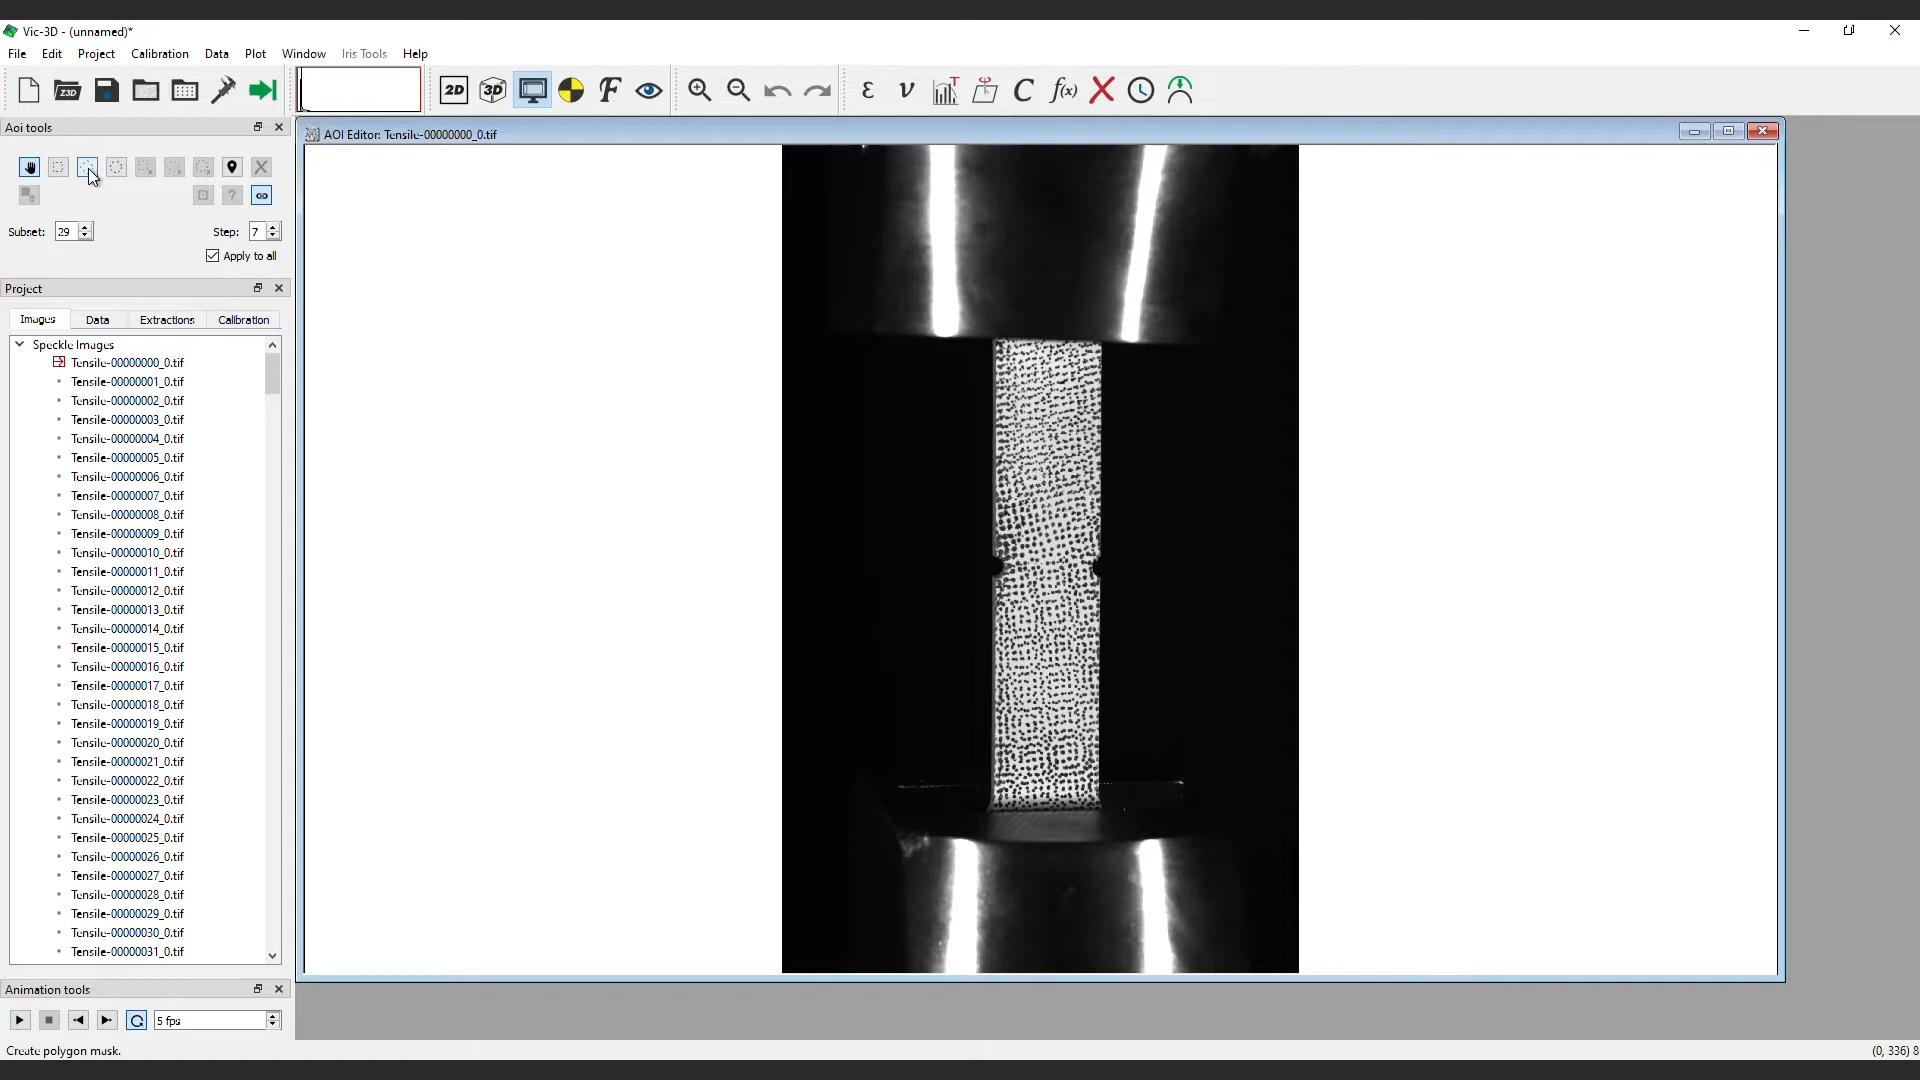 Vic-3D - (unnamed)*
File Edit Project Calibration Data Plot Window Iris Tools Help
Z3D 2D 3D F ε ν T C f(x)
Aoi tools
AOI Editor: Tensile-00000000_0.tif
?
Subset: 29 Step: 7
Apply to all
Project
Images Data Extractions Calibration
Speckle Images
Tensile-00000000_0.tif
Tensile-00000001_0.tif
Tensile-00000002_0.tif
Tensile-00000003_0.tif
Tensile-00000004_0.tif
Tensile-00000005_0.tif
Tensile-00000006_0.tif
Tensile-00000007_0.tif
Tensile-00000008_0.tif
Tensile-00000009_0.tif
Tensile-00000010_0.tif
Tensile-00000011_0.tif
Tensile-00000012_0.tif
Tensile-00000013_0.tif
Tensile-00000014_0.tif
Tensile-00000015_0.tif
Tensile-00000016_0.tif
Tensile-00000017_0.tif
Tensile-00000018_0.tif
Tensile-00000019_0.tif
Tensile-00000020_0.tif
Tensile-00000021_0.tif
Tensile-00000022_0.tif
Tensile-00000023_0.tif
Tensile-00000024_0.tif
Tensile-00000025_0.tif
Tensile-00000026_0.tif
Tensile-00000027_0.tif
Tensile-00000028_0.tif
Tensile-00000029_0.tif
Tensile-00000030_0.tif
Tensile-00000031_0.tif
Animation tools
5 fps
Create polygon mask.
(0, 336) 8